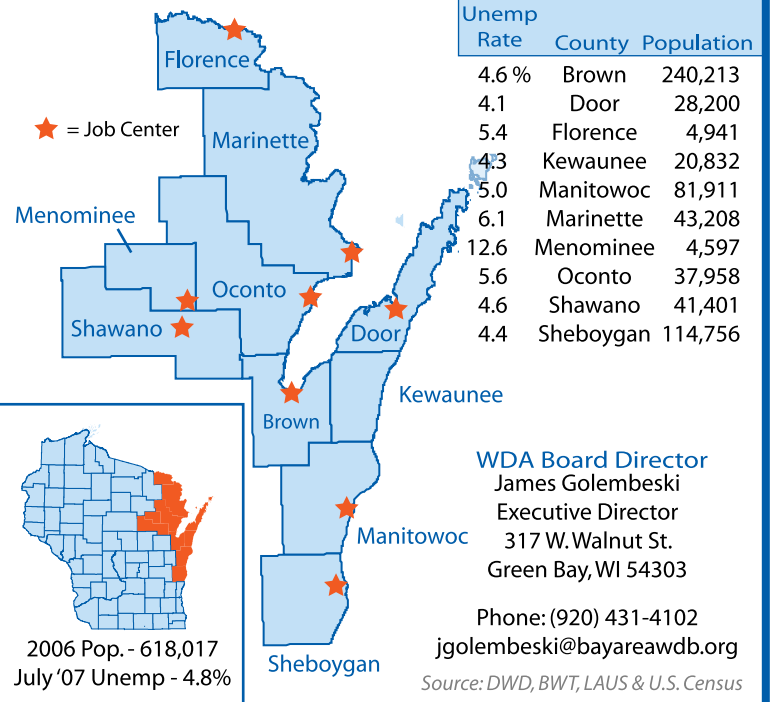 Unemp
Rate County Population
4.6 % Brown 240,213
4.1 Door 28,200
5.4 Florence 4,941
4.3 Kewaunee 20,832
5.0 Manitowoc 81,911
6.1 Marinette 43,208
12.6 Menominee 4,597
5.6 Oconto 37,958
4.6 Shawano 41,401
4.4 Sheboygan 114,756
Florence
= Job Center
Marinette
Menominee
Oconto
Shawano
Door
Kewaunee
Brown
Manitowoc
Sheboygan
2006 Pop. - 618,017
July ‘07 Unemp - 4.8%
WDA Board Director
James Golembeski
Executive Director
317 W. Walnut St.
Green Bay, WI 54303
Phone: (920) 431-4102
jgolembeski@bayareawdb.org
Source: DWD, BWT, LAUS & U.S. Census